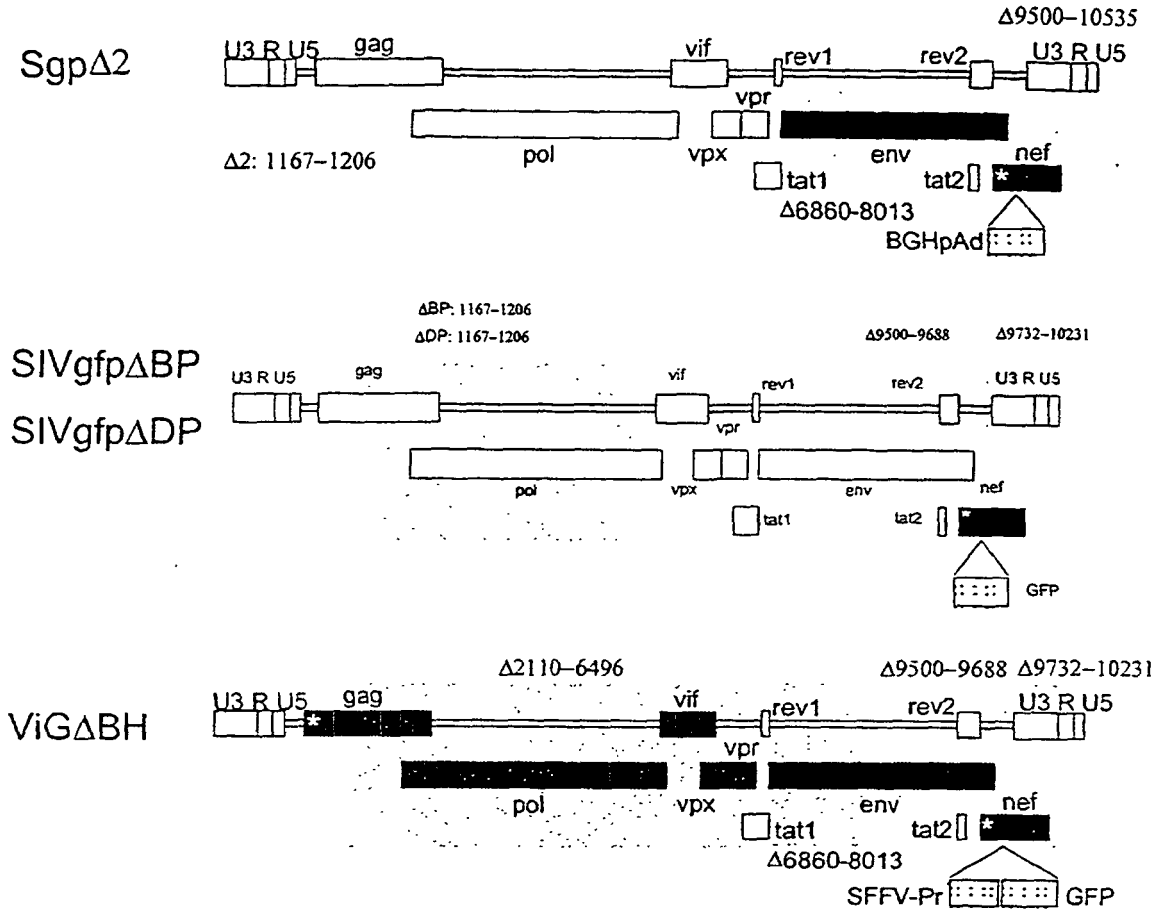 Δ9500–10535
SgpΔ2
U3 R U5 gag vif rev1 rev2 U3 R U5
vpr
pol vpx env nef
Δ2: 1167–1206
* tat1 tat2
Δ6860-8013
BGHpAd
ΔBP: 1167–1206
ΔDP: 1167–1206
Δ9500–9688 Δ9732–10231
SIVgfpΔBP
SIVgfpΔDP
U3 R U5 gag vif rev1 rev2 U3 R U5
vpr
pol vpx env nef
tat1 tat2 *
GFP
Δ2110–6496 Δ9500–9688 Δ9732–10231
ViGΔBH
U3 R U5 * gag vif rev1 rev2 U3 R U5
vpr
pol vpx env nef
tat1 tat2 *
Δ6860-8013
SFFV-Pr GFP